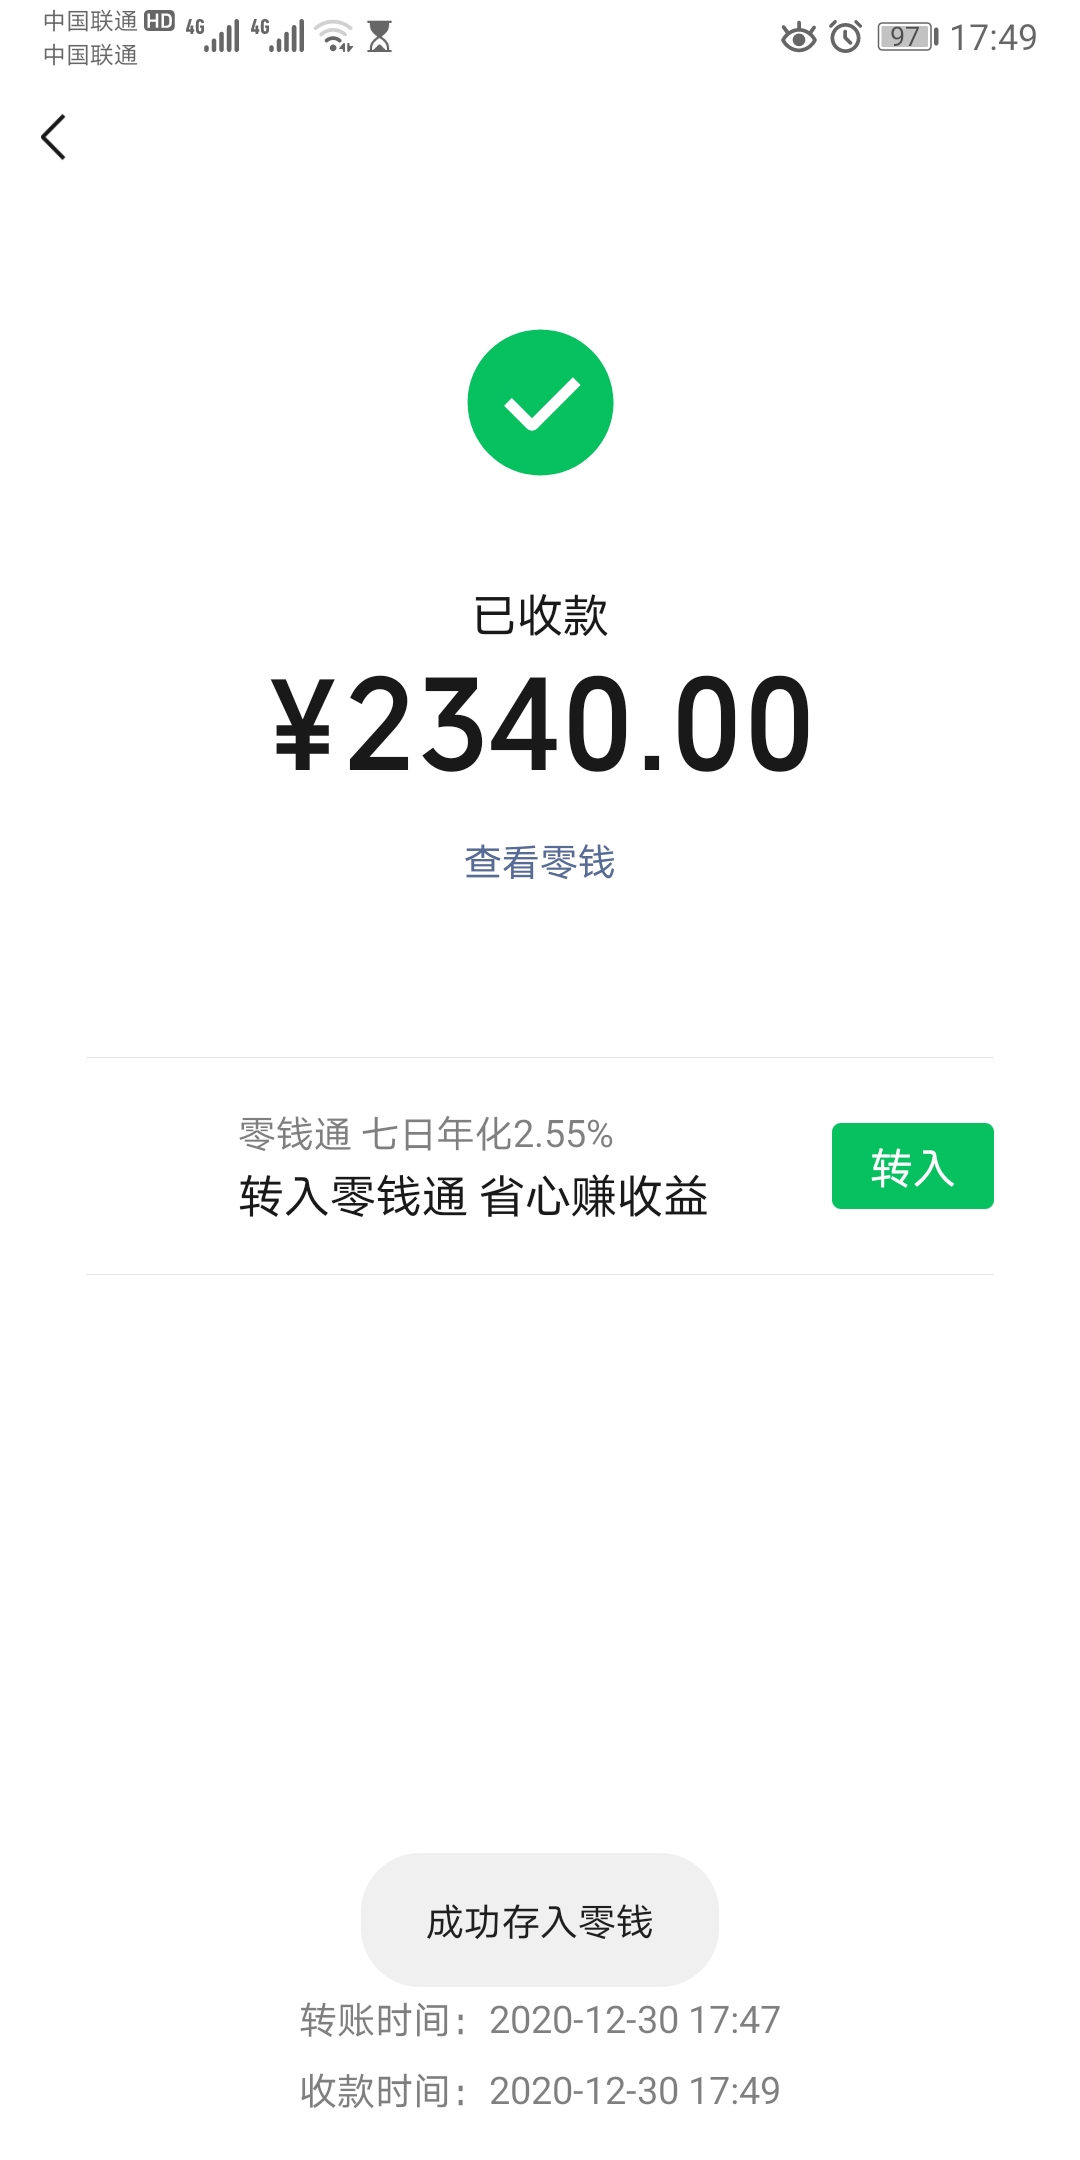 中国联通 HD 4G 4G 97 17:49
中国联通
已收款
¥2340.00
查看零钱
零钱通 七日年化2.55%
转入零钱通 省心赚收益
转入
成功存入零钱
转账时间：2020-12-30 17:47
收款时间：2020-12-30 17:49